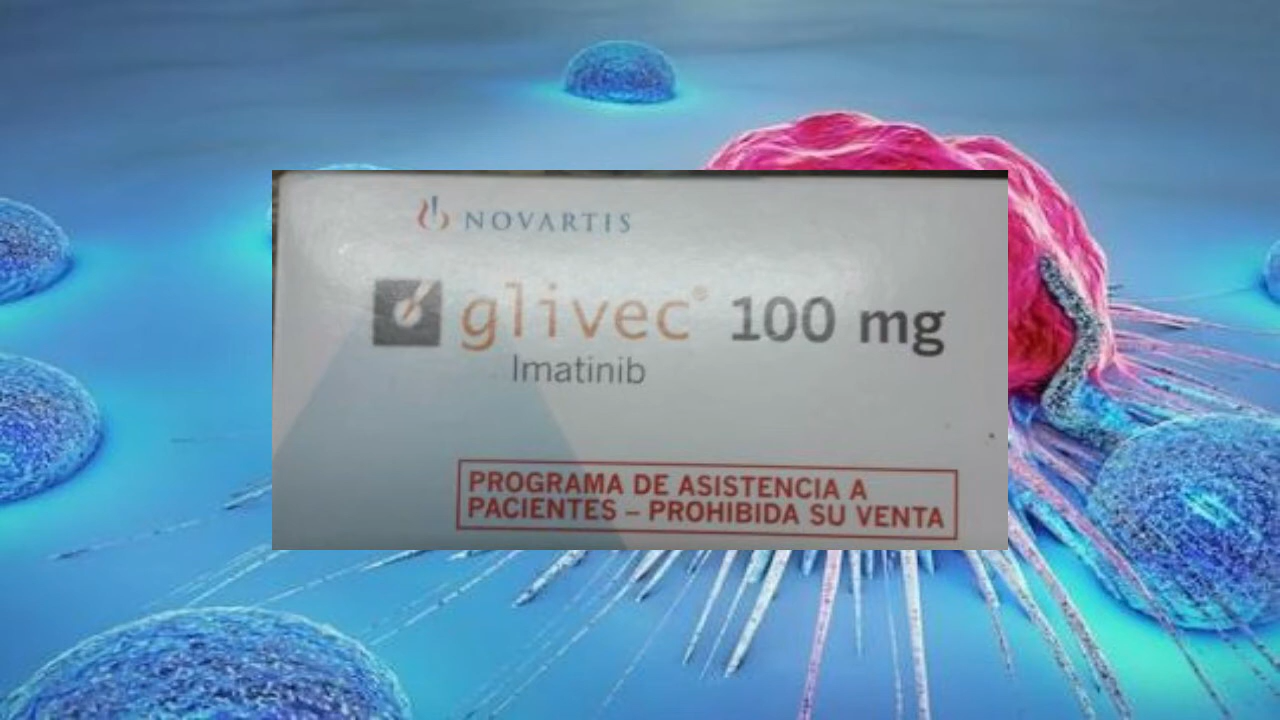 NOVARTIS
glivec® 100 mg
Imatinib
PROGRAMA DE ASISTENCIA A
PACIENTES – PROHIBIDA SU VENTA